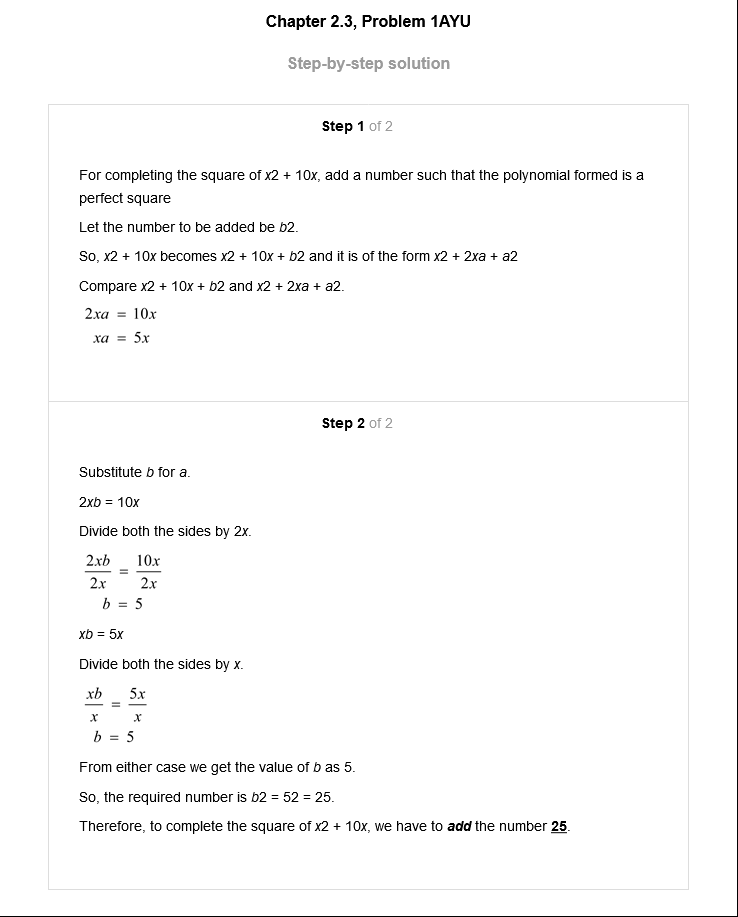 Chapter 2.3, Problem 1AYU
Step-by-step solution
Step 1 of 2
For completing the square of x2 + 10x, add a number such that the polynomial formed is a
perfect square
Let the number to be added be b2.
So, x2 + 10x becomes x2 + 10x + b2 and it is of the form x2 + 2xa + a2
Compare x2 + 10x + b2 and x2 + 2xa + a2.
2xa = 10x
xa = 5x
Step 2 of 2
Substitute b for a.
2xb = 10x
Divide both the sides by 2x.
2xb/2x = 10x/2x
b = 5
xb = 5x
Divide both the sides by x.
xb/x = 5x/x
b = 5
From either case we get the value of b as 5.
So, the required number is b2 = 52 = 25.
Therefore, to complete the square of x2 + 10x, we have to add the number 25.